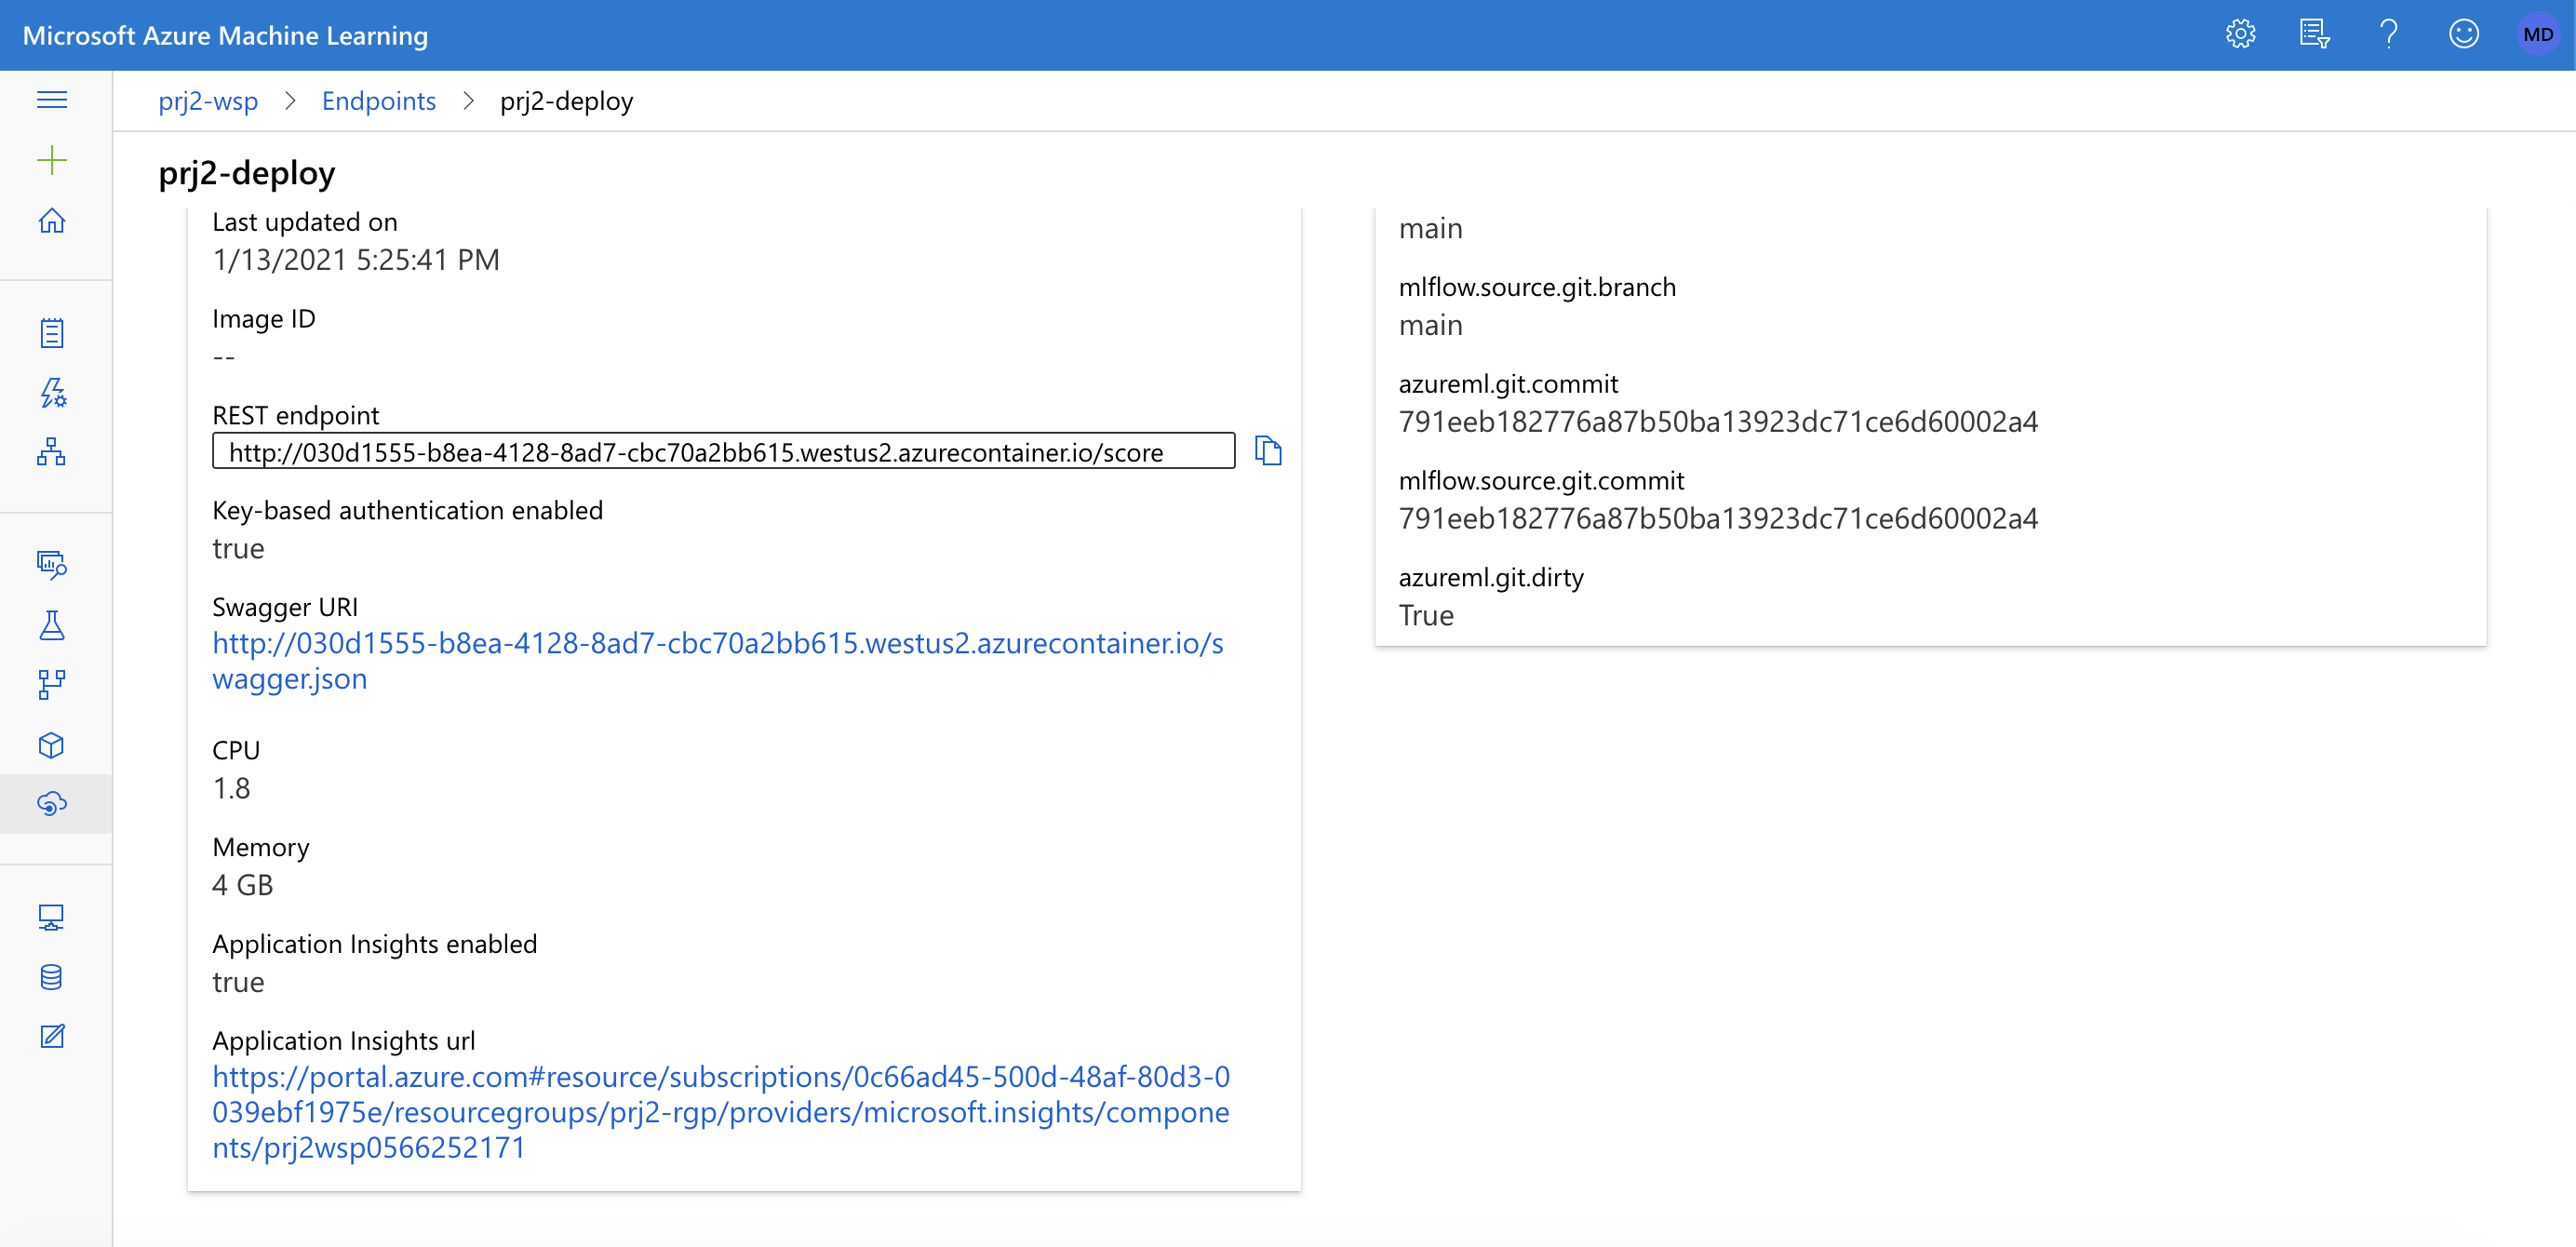 Microsoft Azure Machine Learning
MD
prj2-wsp > Endpoints > prj2-deploy
prj2-deploy
Last updated on
1/13/2021 5:25:41 PM
Image ID
--
REST endpoint
http://030d1555-b8ea-4128-8ad7-cbc70a2bb615.westus2.azurecontainer.io/score
Key-based authentication enabled
true
Swagger URI
http://030d1555-b8ea-4128-8ad7-cbc70a2bb615.westus2.azurecontainer.io/s
wagger.json
CPU
1.8
Memory
4 GB
Application Insights enabled
true
Application Insights url
https://portal.azure.com#resource/subscriptions/0c66ad45-500d-48af-80d3-0
039ebf1975e/resourcegroups/prj2-rgp/providers/microsoft.insights/compone
nts/prj2wsp0566252171
main
mlflow.source.git.branch
main
azureml.git.commit
791eeb182776a87b50ba13923dc71ce6d60002a4
mlflow.source.git.commit
791eeb182776a87b50ba13923dc71ce6d60002a4
azureml.git.dirty
True